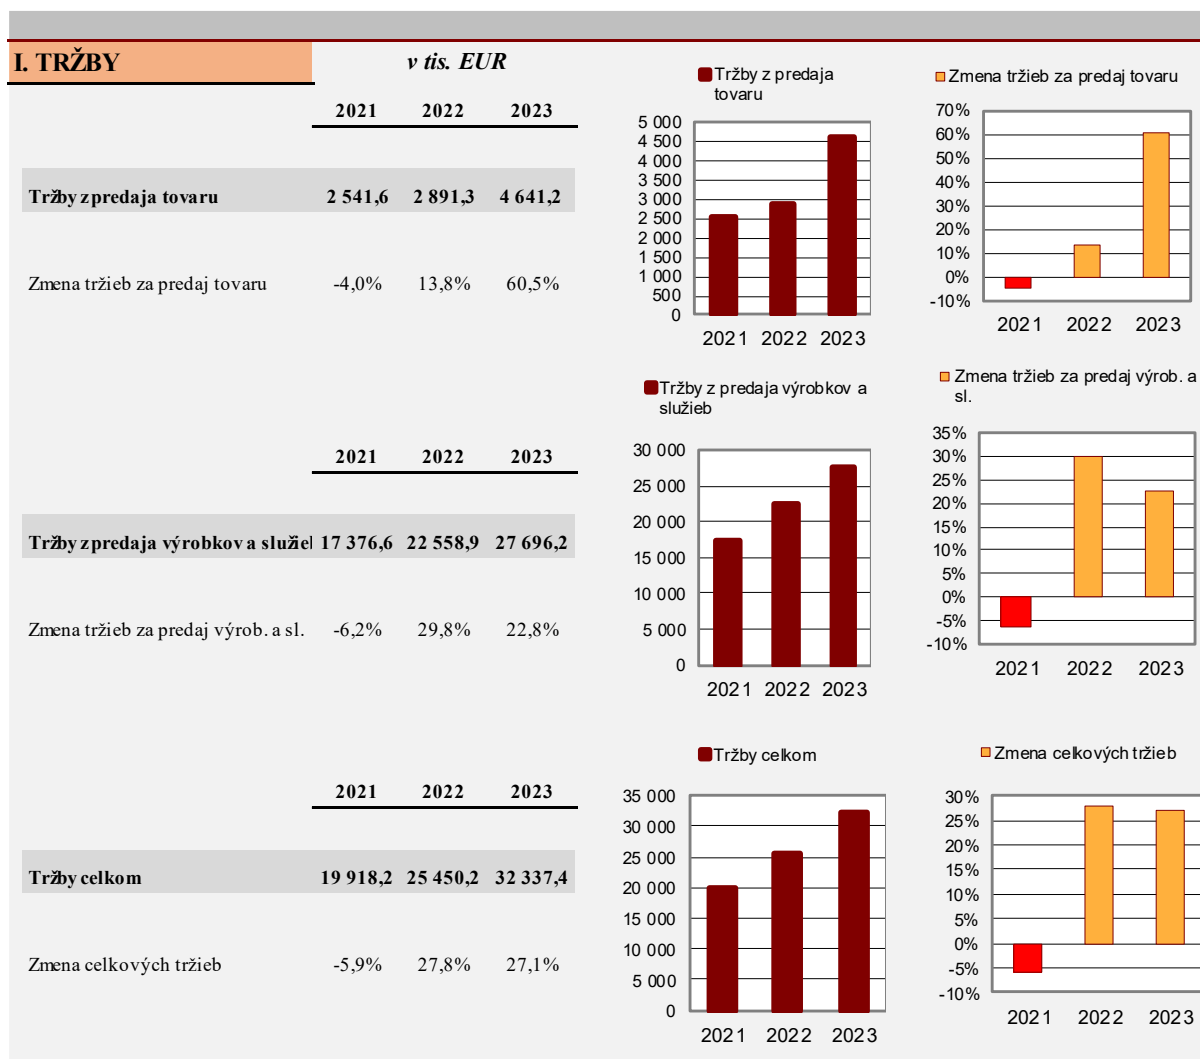 I. TRŽBY
v tis. EUR
2021 2022 2023
Tržby z predaja tovaru 2 541,6 2 891,3 4 641,2
Zmena tržieb za predaj tovaru -4,0% 13,8% 60,5%
Tržby z predaja
tovaru
5 000
4 500
4 000
3 500
3 000
2 500
2 000
1 500
1 000
500
0
2021 2022 2023
Zmena tržieb za predaj tovaru
70%
60%
50%
40%
30%
20%
10%
0%
-10%
2021 2022 2023
2021 2022 2023
Tržby z predaja výrobkov a služieb 17 376,6 22 558,9 27 696,2
Zmena tržieb za predaj výrob. a sl. -6,2% 29,8% 22,8%
Tržby z predaja výrobkov a
služieb
30 000
25 000
20 000
15 000
10 000
5 000
0
2021 2022 2023
Zmena tržieb za predaj výrob. a
sl.
35%
30%
25%
20%
15%
10%
5%
0%
-5%
-10%
2021 2022 2023
2021 2022 2023
Tržby celkom 19 918,2 25 450,2 32 337,4
Zmena celkových tržieb -5,9% 27,8% 27,1%
Tržby celkom
35 000
30 000
25 000
20 000
15 000
10 000
5 000
0
2021 2022 2023
Zmena celkových tržieb
30%
25%
20%
15%
10%
5%
0%
-5%
-10%
2021 2022 2023